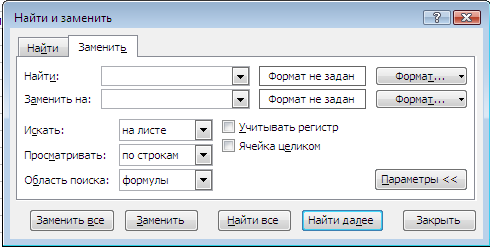 Найти и заменить
Найти Заменить
Найти: Формат не задан Формат...
Заменить на: Формат не задан Формат...
Искать: на листе Учитывать регистр
Просматривать: по строкам Ячейка целиком
Область поиска: формулы Параметры <<
Заменить все Заменить Найти все Найти далее Закрыть